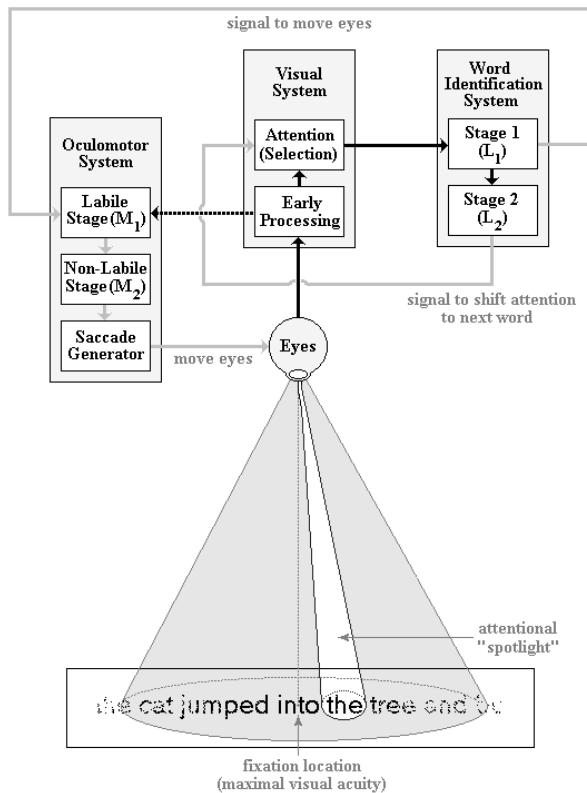 signal to move eyes
Visual
System
Word
Identification
System
Oculomotor
System
Attention
(Selection)
Stage 1
(L1)
Labile
Stage (M1)
Early
Processing
Stage 2
(L2)
Non-Labile
Stage (M2)
signal to shift attention
to next word
Saccade
Generator
move eyes
Eyes
attentional
"spotlight"
the cat jumped into the tree and bu
fixation location
(maximal visual acuity)